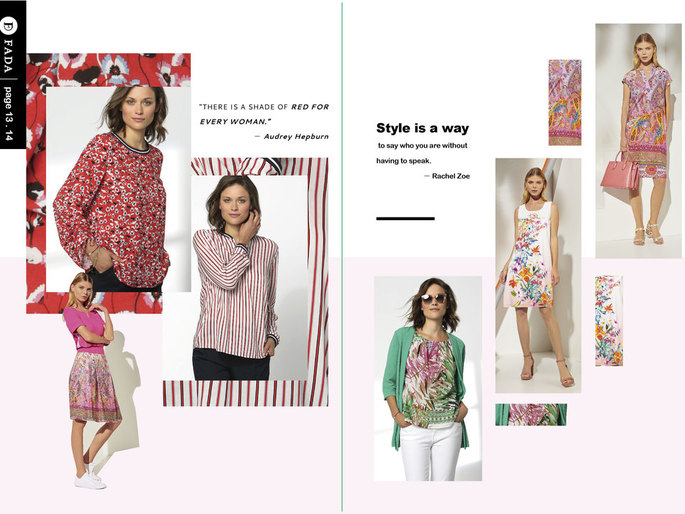 FADA
page 13 . 14
"THERE IS A SHADE OF RED FOR
EVERY WOMAN."
— Audrey Hepburn
Style is a way
to say who you are without
having to speak.
— Rachel Zoe